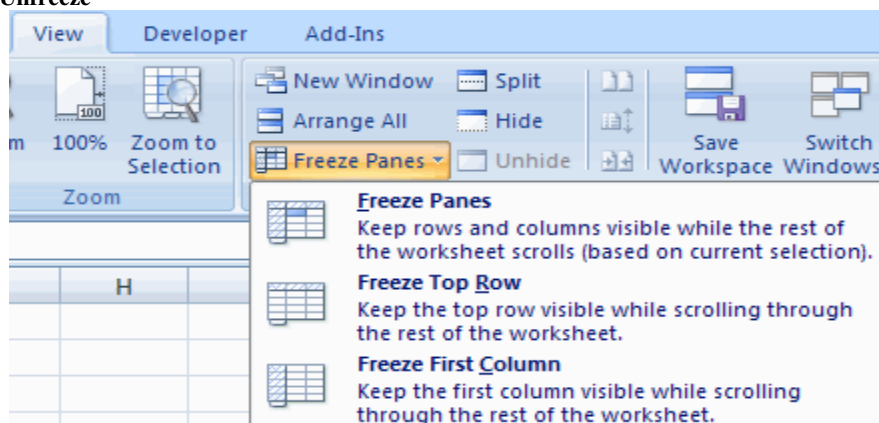 Unfreeze
View Developer Add-Ins
New Window Split
100
Arrange All Hide
100% Zoom to Selection
Save Workspace
Switch Windows
Freeze Panes Unhide
Zoom
Freeze Panes
Keep rows and columns visible while the rest of
the worksheet scrolls (based on current selection).
Freeze Top Row
Keep the top row visible while scrolling through
the rest of the worksheet.
H
Freeze First Column
Keep the first column visible while scrolling
through the rest of the worksheet.